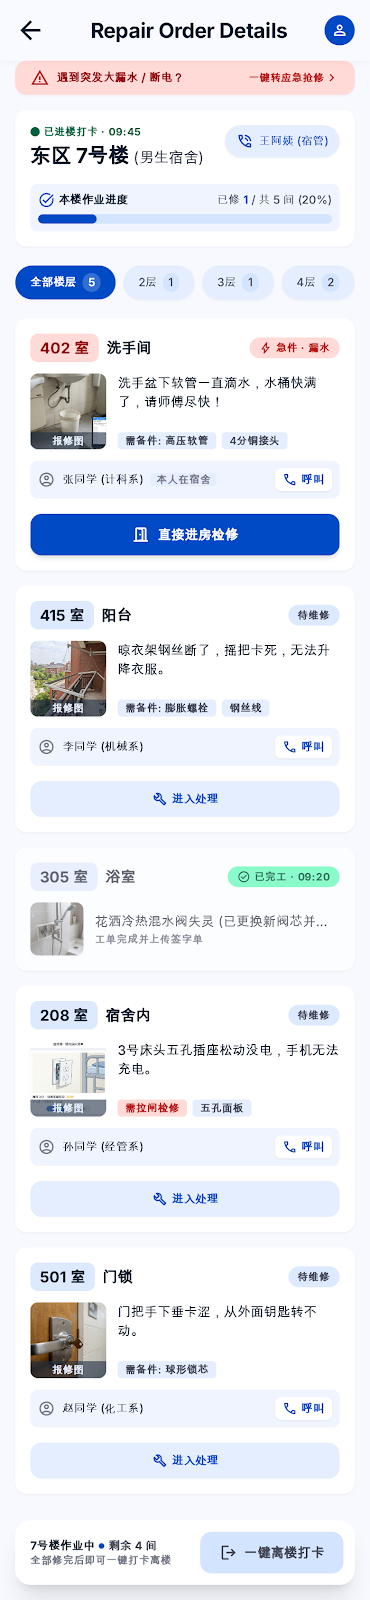 Repair Order Details
遇到突发大漏水 / 断电？
一键转应急抢修
已进楼打卡 · 09:45
东区 7号楼 (男生宿舍)
王阿姨 (宿管)
本楼作业进度
已修 1 / 共 5 间 (20%)
全部楼层 5
2层 1
3层 1
4层 2
402 室
洗手间
急件 · 漏水
洗手盆下软管一直滴水，水桶快满
了，请师傅尽快！
报修图
需备件: 高压软管
4分铜接头
张同学 (计科系)
本人在宿舍
呼叫
直接进房检修
415 室
阳台
待维修
晾衣架钢丝断了，摇把卡死，无法升
降衣服。
报修图
需备件: 膨胀螺栓
钢丝线
李同学 (机械系)
呼叫
进入处理
305 室
浴室
已完工 · 09:20
花洒冷热混水阀失灵 (已更换新阀芯并...
工单完成并上传签字单
208 室
宿舍内
待维修
3号床头五孔插座松动没电，手机无法
充电。
报修图
需拉闸检修
五孔面板
孙同学 (经管系)
呼叫
进入处理
501 室
门锁
待维修
门把手下垂卡涩，从外面钥匙转不
动。
报修图
需备件: 球形锁芯
赵同学 (化工系)
呼叫
进入处理
7号楼作业中 ● 剩余 4 间
全部修完后即可一键打卡离楼
一键离楼打卡